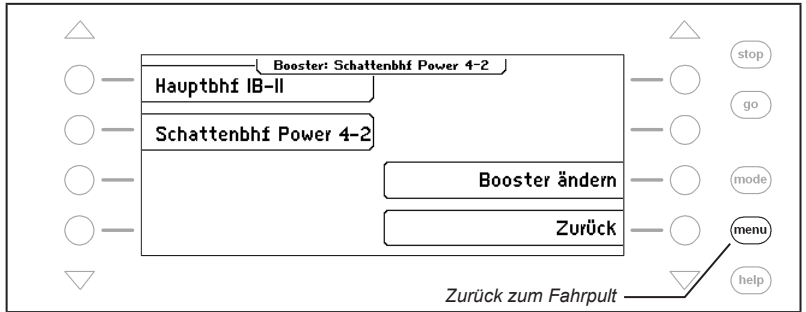 Booster: Schattenbhf Power 4-2
Hauptbhf IB-II
Schattenbhf Power 4-2
Booster ändern
Zurück
stop
go
mode
menu
help
Zurück zum Fahrpult